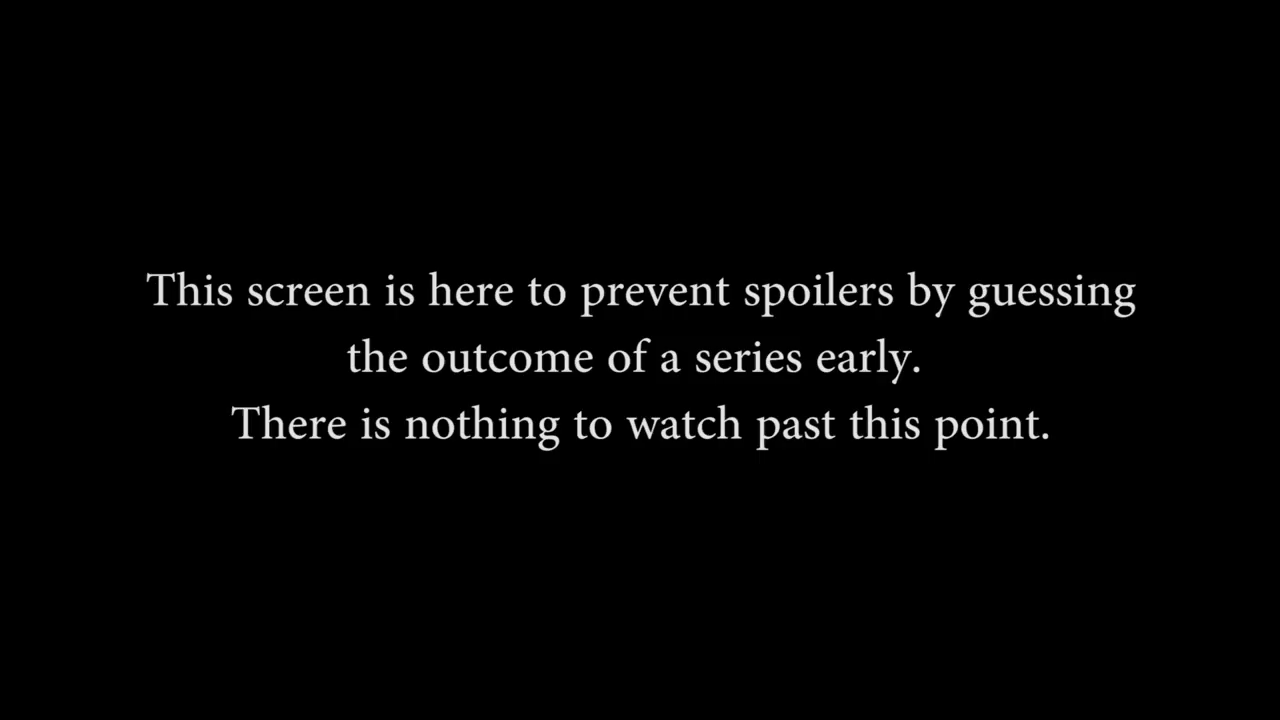 This screen is here to prevent spoilers by guessing
the outcome of a series early.
There is nothing to watch past this point.